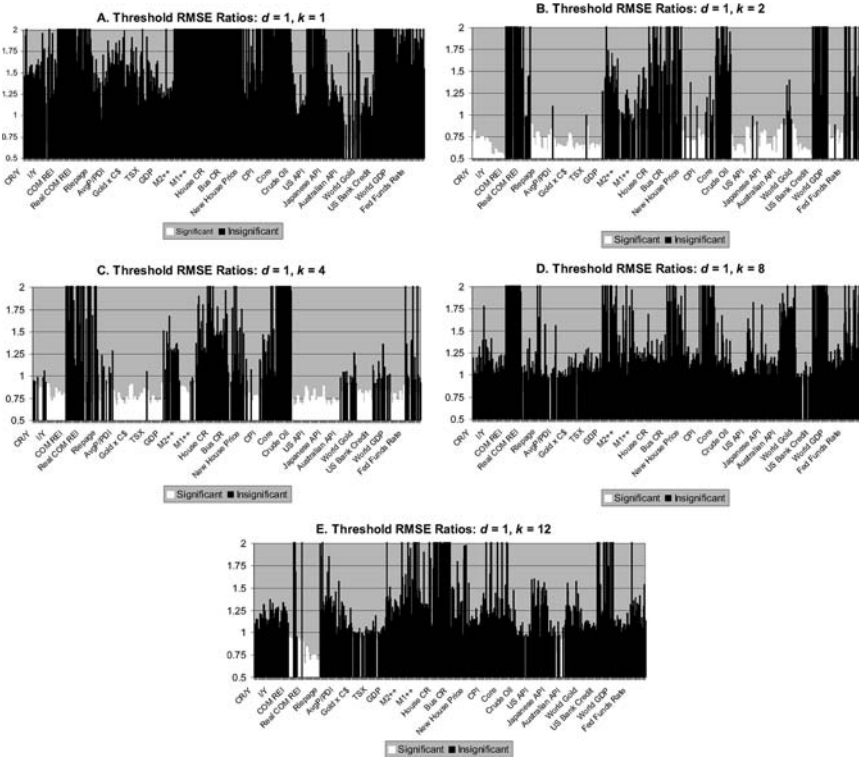 A. Threshold RMSE Ratios: d = 1, k = 1
2
1.75
1.5
1.25
1
0.75
0.5
CR/Y
I/Y
COM REI
Real COM REI
Riepage
AvgP/PDI
Gold x C$
TSX
GDP
M2++
M1++
House CR
Bus CR
New House Price
CPI
Core
Crude Oil
US API
Japanese API
Australian API
World Gold
US Bank Credit
World GDP
Fed Funds Rate
Significant Insignificant
B. Threshold RMSE Ratios: d = 1, k = 2
2
1.75
1.5
1.25
1
0.75
0.5
CR/Y
I/Y
COM REI
Real COM REI
Riepage
AvgP/PDI
Gold x C$
TSX
GDP
M2++
M1++
House CR
Bus CR
New House Price
CPI
Core
Crude Oil
US API
Japanese API
Australian API
World Gold
US Bank Credit
World GDP
Fed Funds Rate
Significant Insignificant
C. Threshold RMSE Ratios: d = 1, k = 4
2
1.75
1.5
1.25
1
0.75
0.5
CR/Y
I/Y
COM REI
Real COM REI
Riepage
AvgP/PDI
Gold x C$
TSX
GDP
M2++
M1++
House CR
Bus CR
New House Price
CPI
Core
Crude Oil
US API
Japanese API
Australian API
World Gold
US Bank Credit
World GDP
Fed Funds Rate
Significant Insignificant
D. Threshold RMSE Ratios: d = 1, k = 8
2
1.75
1.5
1.25
1
0.75
0.5
CR/Y
I/Y
COM REI
Real COM REI
Riepage
AvgP/PDI
Gold x C$
TSX
GDP
M2++
M1++
House CR
Bus CR
New House Price
CPI
Core
Crude Oil
US API
Japanese API
Australian API
World Gold
US Bank Credit
World GDP
Fed Funds Rate
Significant Insignificant
E. Threshold RMSE Ratios: d = 1, k = 12
2
1.75
1.5
1.25
1
0.75
0.5
CR/Y
I/Y
COM REI
Real COM REI
Riepage
AvgP/PDI
Gold x C$
TSX
GDP
M2++
M1++
House CR
Bus CR
New House Price
CPI
Core
Crude Oil
US API
Japanese API
Australian API
World Gold
US Bank Credit
World GDP
Fed Funds Rate
Significant Insignificant